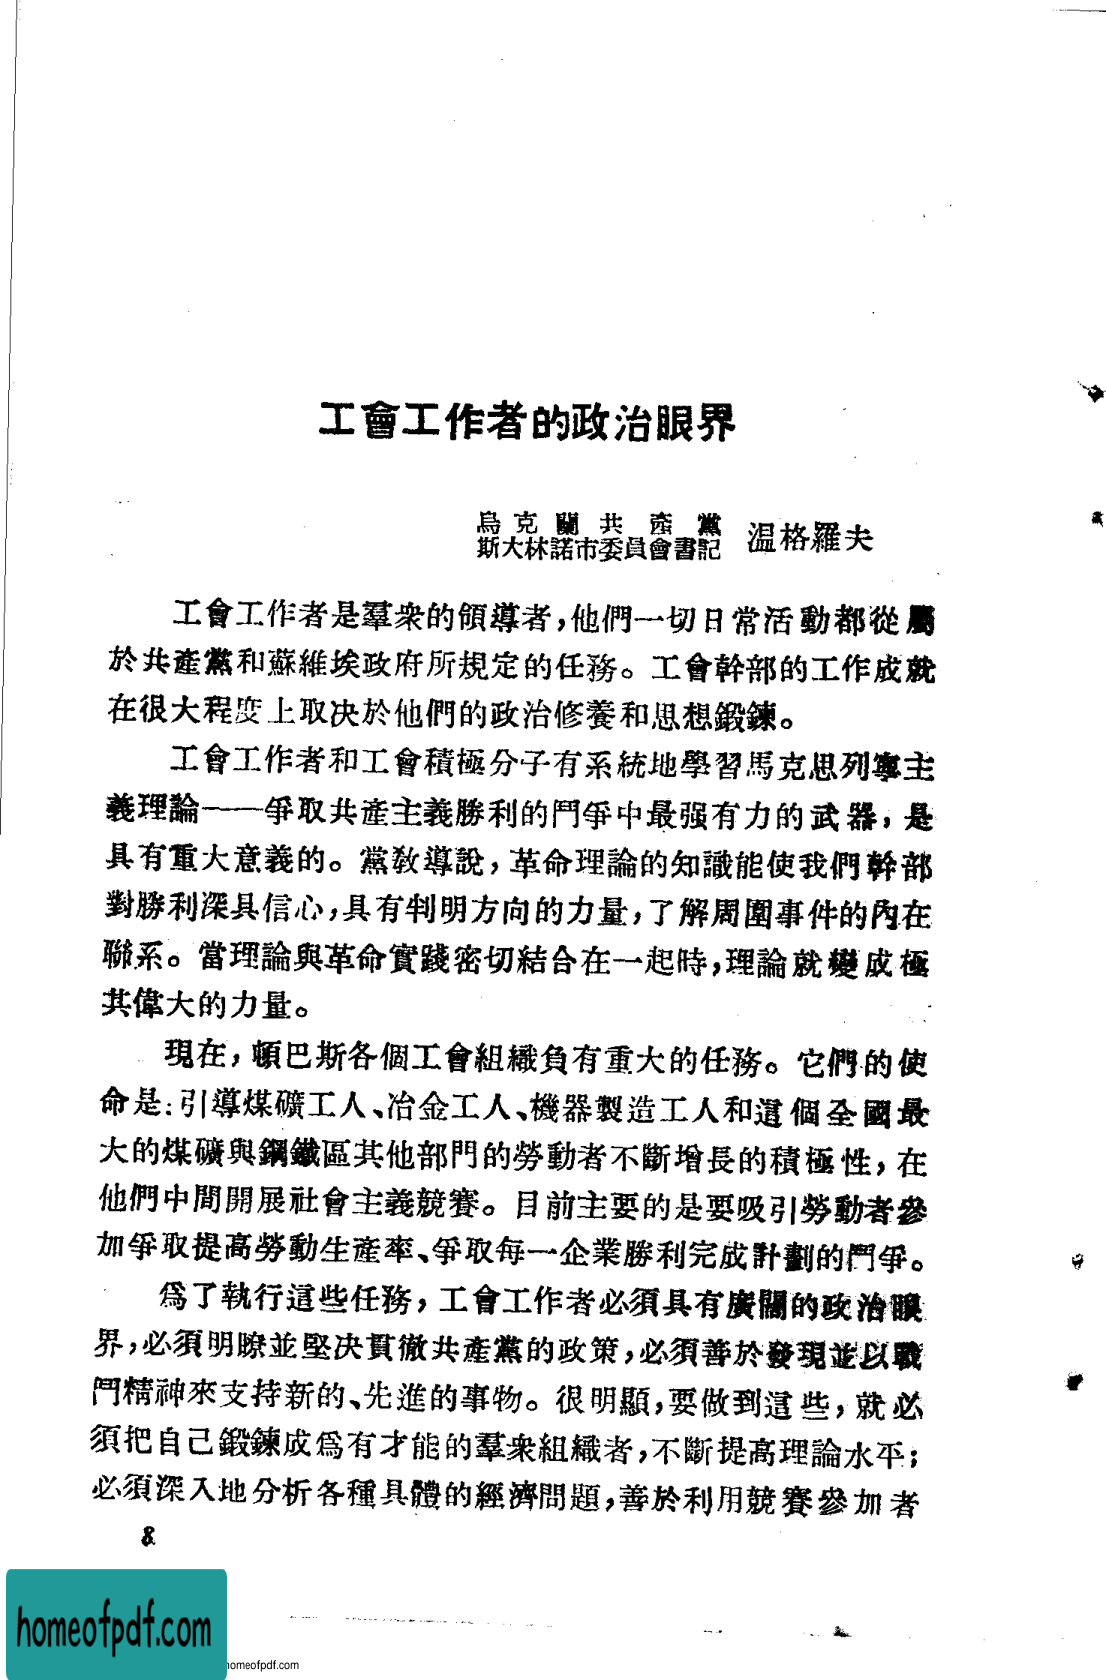 工會工作者的政治眼界
烏克蘭共產黨
斯大林諾市委員會書記 温格羅夫
工會工作者是羣衆的領導者,他們一切日常活動都從屬
於共產黨和蘇維埃政府所規定的任務。工會幹部的工作成就
在很大程度上取决於他們的政治修養和思想鍛鍊。
工會工作者和工會積極分子有系統地學習馬克思列寧主
義理論——爭取共產主義勝利的鬥爭中最强有力的武器,是
具有重大意義的。黨教導說,革命理論的知識能使我們幹部
對勝利深具信心,具有判明方向的力量,了解周圍事件的內在
聯系。當理論與革命實踐密切結合在一起時,理論就變成極
其偉大的力量。
現在,頓巴斯各個工會組織負有重大的任務。它們的使
命是:引導煤礦工人、冶金工人、機器製造工人和這個全國最
大的煤礦與鋼鐵區其他部門的勞動者不斷增長的積極性,在
他們中間開展社會主義競賽。目前主要的是要吸引勞動者參
加爭取提高勞動生產率、爭取每一企業勝利完成計劃的鬥爭。
爲了執行這些任務,工會工作者必須具有廣闊的政治眼
界,必須明瞭並堅决貫徹共產黨的政策,必須善於發現並以戰
鬥精神來支持新的、先進的事物。很明顯,要做到這些,就必
須把自己鍛鍊成爲有才能的羣衆組織者,不斷提高理論水平;
必須深入地分析各種具體的經濟問題,善於利用競賽參加者
8
homeofpdf.com
homeofpdf.com